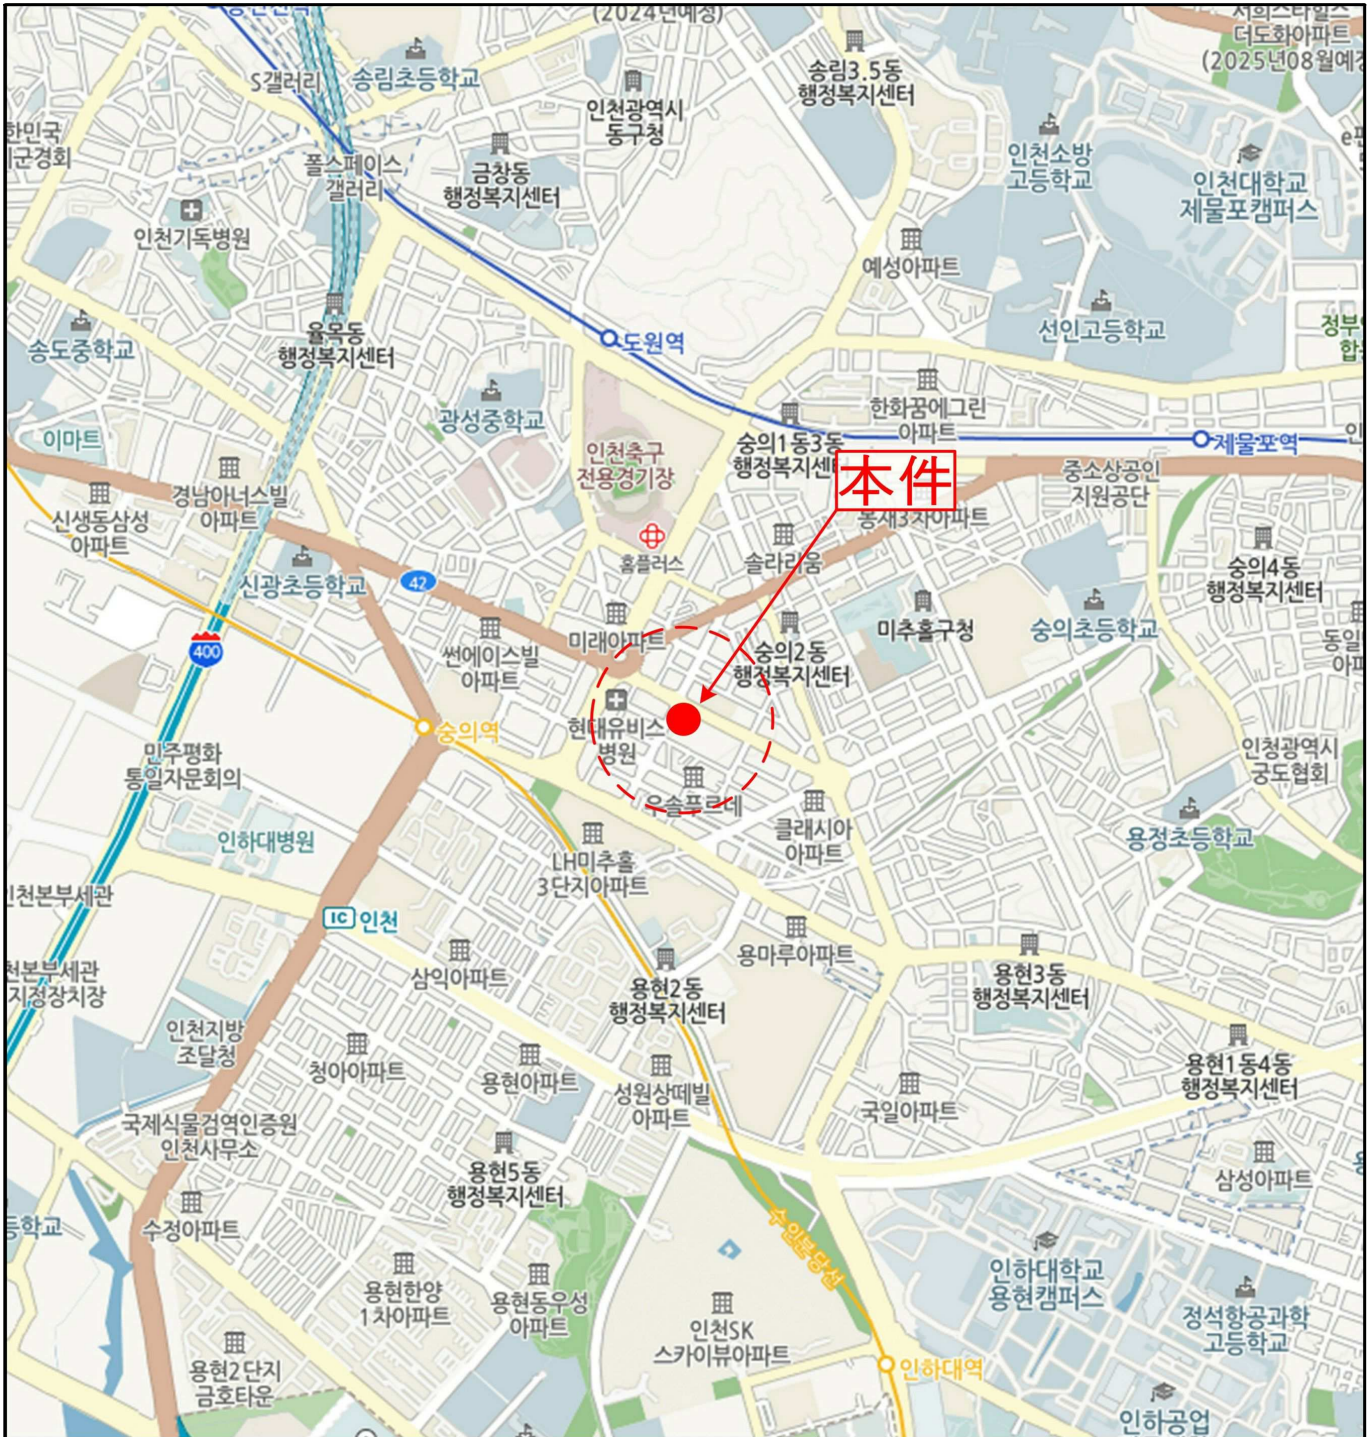 (2024년예정)
더도화아파트
(2025년08월예정
S갤러리
송림초등학교
송림3.5동
행정복지센터
인천광역시
동구청
한민국
폴스페이스
갤러리
금창동
행정복지센터
인천소방
고등학교
인천대학교
제물포캠퍼스
인천기독병원
예성아파트
율목동
행정복지센터
송도중학교
도원역
선인고등학교
정부
광성중학교
한화꿈에그린
아파트
이마트
인천축구
전용경기장
숭의1동3동
행정복지센터
제물포역
本件
경남아너스빌
아파트
중소상공인
지원공단
신생동삼성
아파트
봉재3차아파트
홈플러스
솔라리움
신광초등학교
42
숭의4동
행정복지센터
미래아파트
미추홀구청
숭의초등학교
400
썬에이스빌
아파트
숭의2동
행정복지센터
동일
숭의역
현대유비스
병원
민주평화
통일자문회의
인천광역시
궁도협회
우솔푸르네
클래시아
아파트
인하대병원
용정초등학교
LH미추홀
3단지아파트
인천본부세관
IC 인천
용마루아파트
삼익아파트
천본부세관
지정장치장
용현2동
행정복지센터
용현3동
행정복지센터
인천지방
조달청
청아아파트
용현아파트
성원상떼빌
아파트
국일아파트
용현1동4동
행정복지센터
국제식물검역인증원
인천사무소
용현5동
행정복지센터
삼성아파트
등학교
수정아파트
수인분당선
용현한양
1차아파트
용현동우성
아파트
인천SK
스카이뷰아파트
인하대학교
용현캠퍼스
정석항공과학
고등학교
용현2단지
금호타운
인하대역
인하공업